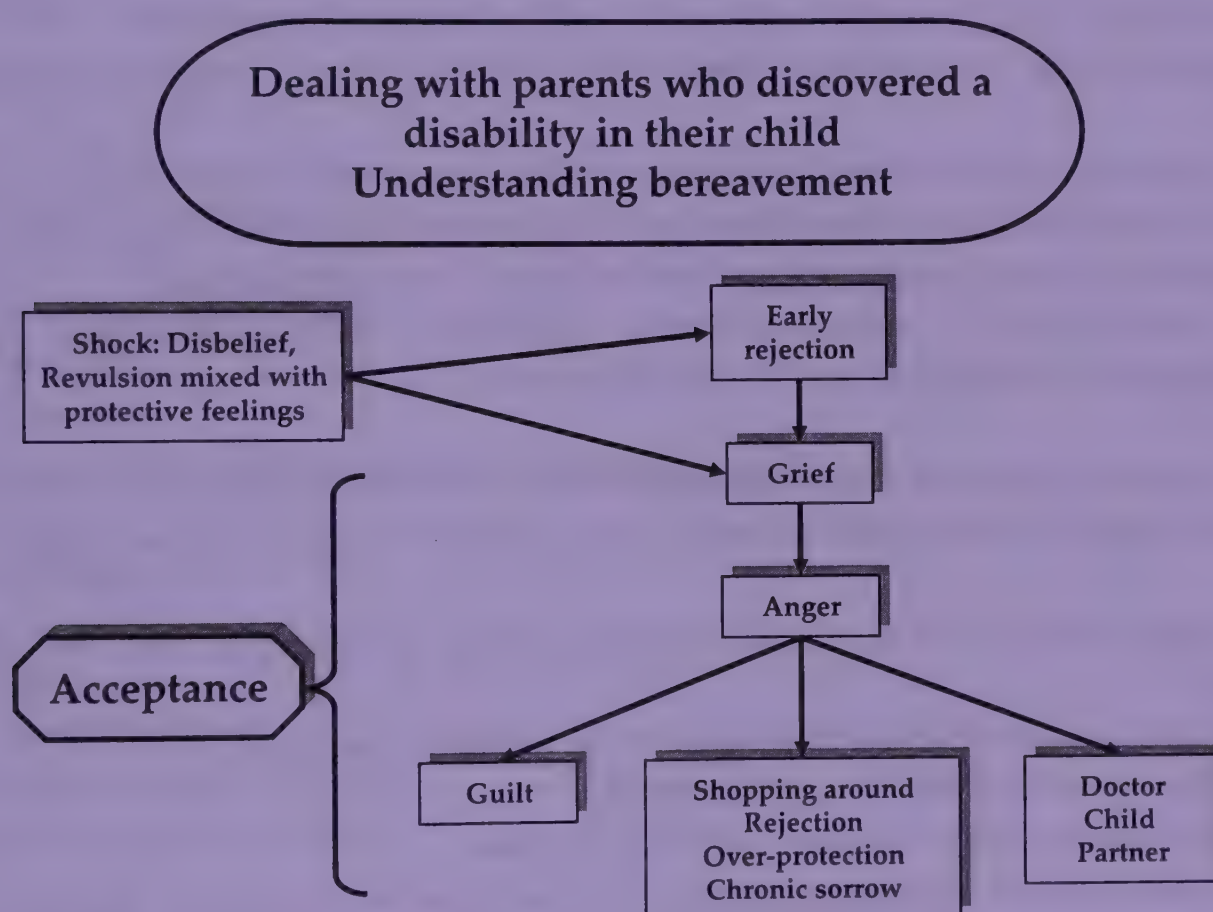 Dealing with parents who discovered a
disability in their child
Understanding bereavement
Shock: Disbelief,
Revulsion mixed with
protective feelings
Early
rejection
Grief
Anger
Acceptance
Guilt
Shopping around
Rejection
Over-protection
Chronic sorrow
Doctor
Child
Partner